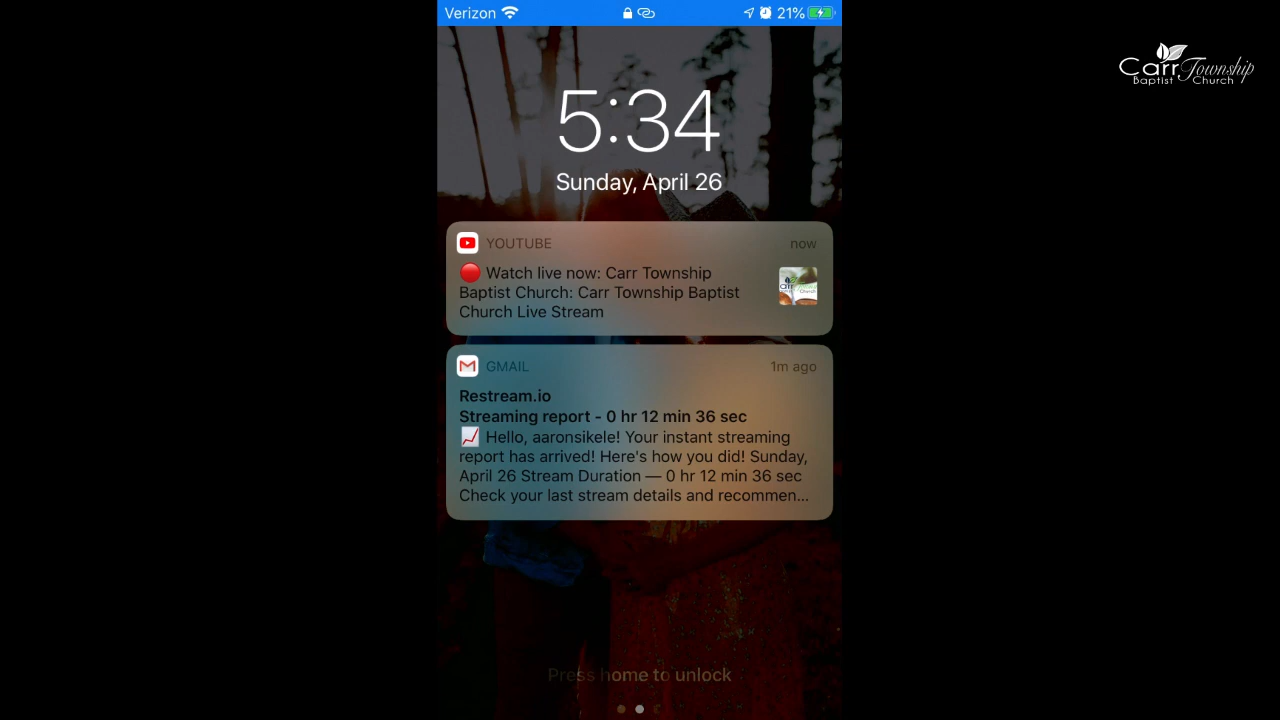 Verizon
21%
Carr Township
Baptist Church
5:34
Sunday, April 26
YOUTUBE
now
🔴 Watch live now: Carr Township
Baptist Church: Carr Township Baptist
Church Live Stream
GMAIL
1m ago
Restream.io
Streaming report - 0 hr 12 min 36 sec
📈 Hello, aaronsikele! Your instant streaming
report has arrived! Here's how you did! Sunday,
April 26 Stream Duration — 0 hr 12 min 36 sec
Check your last stream details and recommen...
Press home to unlock